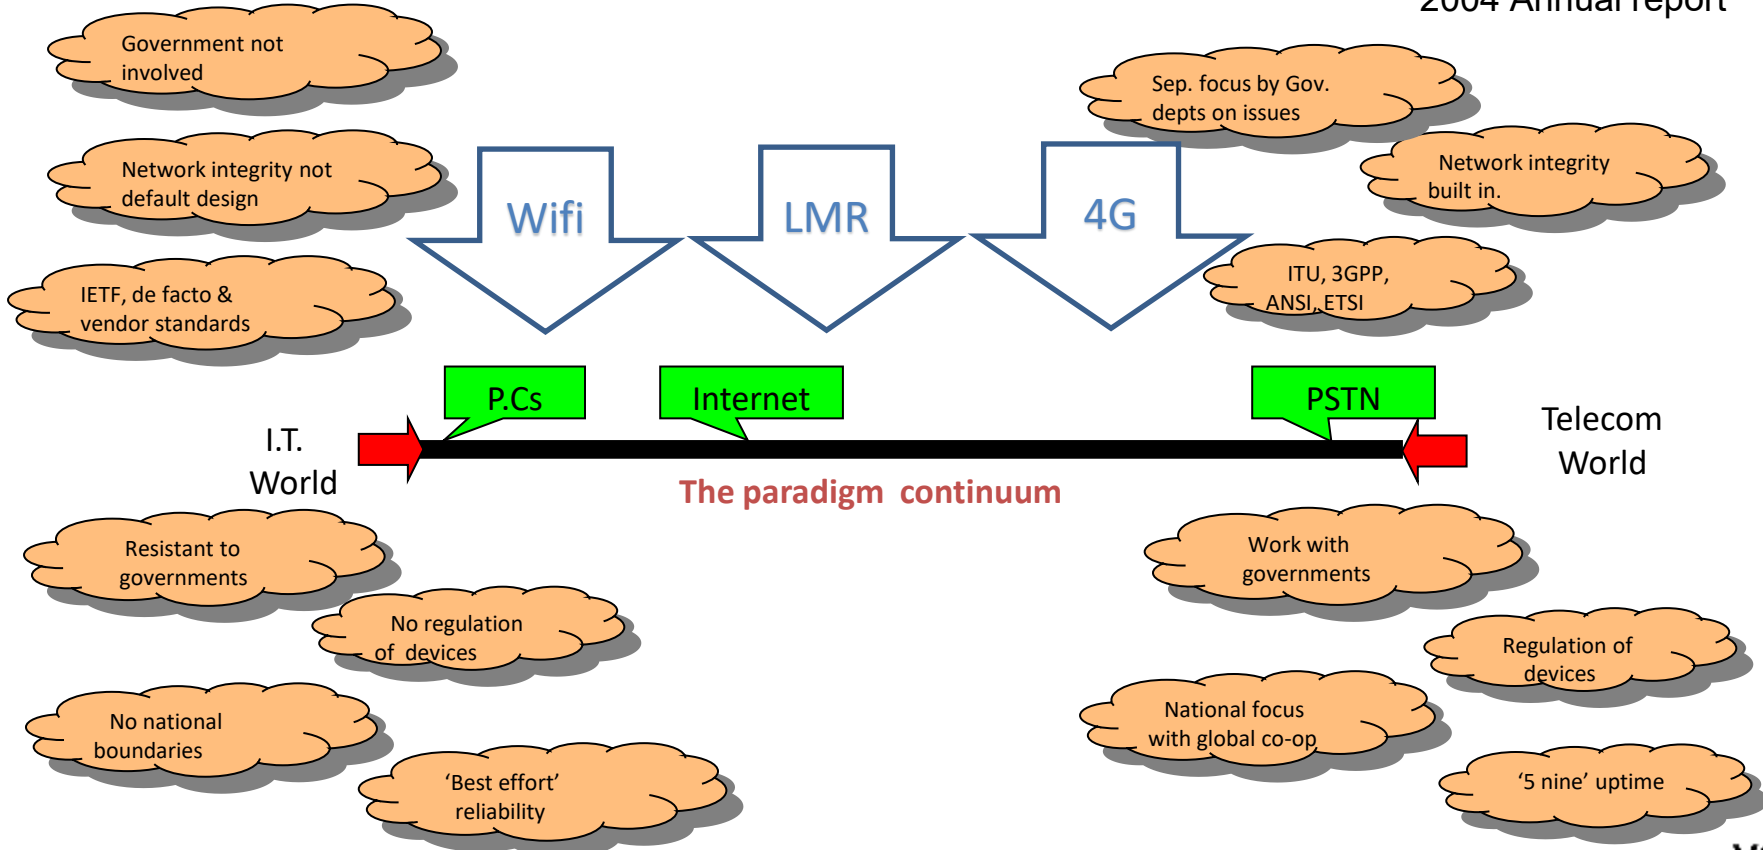 2004 Annual report
Government not
involved
Sep. focus by Gov.
depts on issues
Network integrity not
default design
Network integrity
built in.
Wifi
LMR
4G
IETF, de facto &
vendor standards
ITU, 3GPP,
ANSI, ETSI
P.Cs
Internet
PSTN
I.T.
World
Telecom
World
The paradigm continuum
Resistant to
governments
Work with
governments
No regulation
of devices
Regulation of
devices
No national
boundaries
National focus
with global co-op
'Best effort'
reliability
'5 nine' uptime